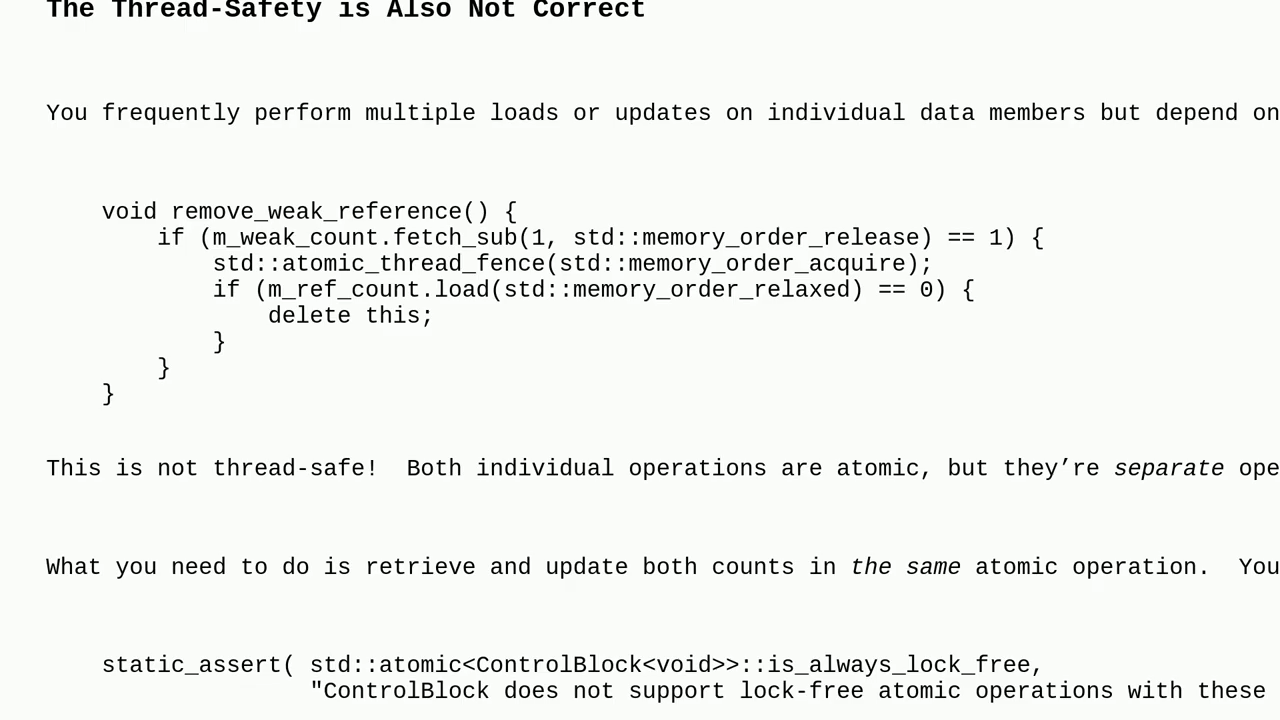 The Thread-Safety is Also Not Correct
You frequently perform multiple loads or updates on individual data members but depend on
void remove_weak_reference() {
if (m_weak_count.fetch_sub(1, std::memory_order_release) == 1) {
std::atomic_thread_fence(std::memory_order_acquire);
if (m_ref_count.load(std::memory_order_relaxed) == 0) {
delete this;
}
}
}
This is not thread-safe!  Both individual operations are atomic, but they’re separate ope
What you need to do is retrieve and update both counts in the same atomic operation.  You
static_assert( std::atomic<ControlBlock<void>>::is_always_lock_free,
"ControlBlock does not support lock-free atomic operations with these